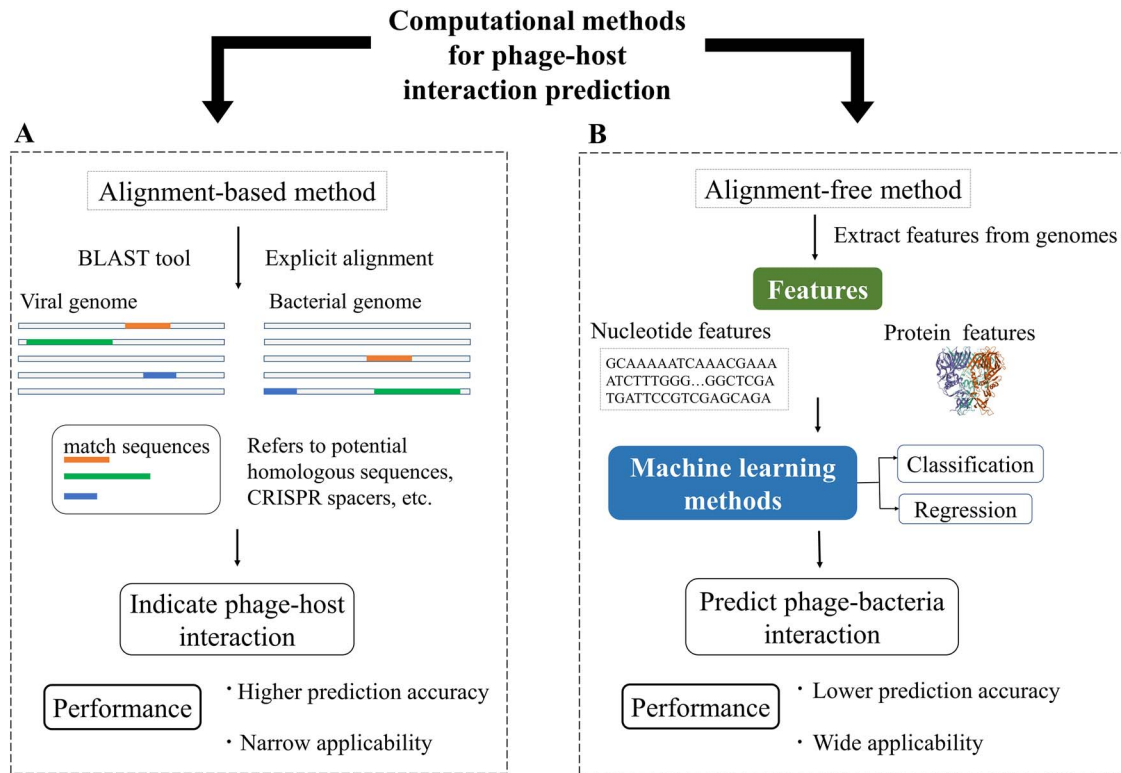 Computational methods
for phage-host
interaction prediction
A
Alignment-based method
BLAST tool
Explicit alignment
Viral genome
Bacterial genome
match sequences
Refers to potential
homologous sequences,
CRISPR spacers, etc.
Indicate phage-host
interaction
Performance
· Higher prediction accuracy
· Narrow applicability
B
Alignment-free method
Extract features from genomes
Features
Nucleotide features
Protein features
GCAAAAATCAAACGAAA
ATCTTTGGG...GGCTCGA
TGATTCCGTCGAGCAGA
Machine learning
methods
Classification
Regression
Predict phage-bacteria
interaction
Performance
· Lower prediction accuracy
· Wide applicability